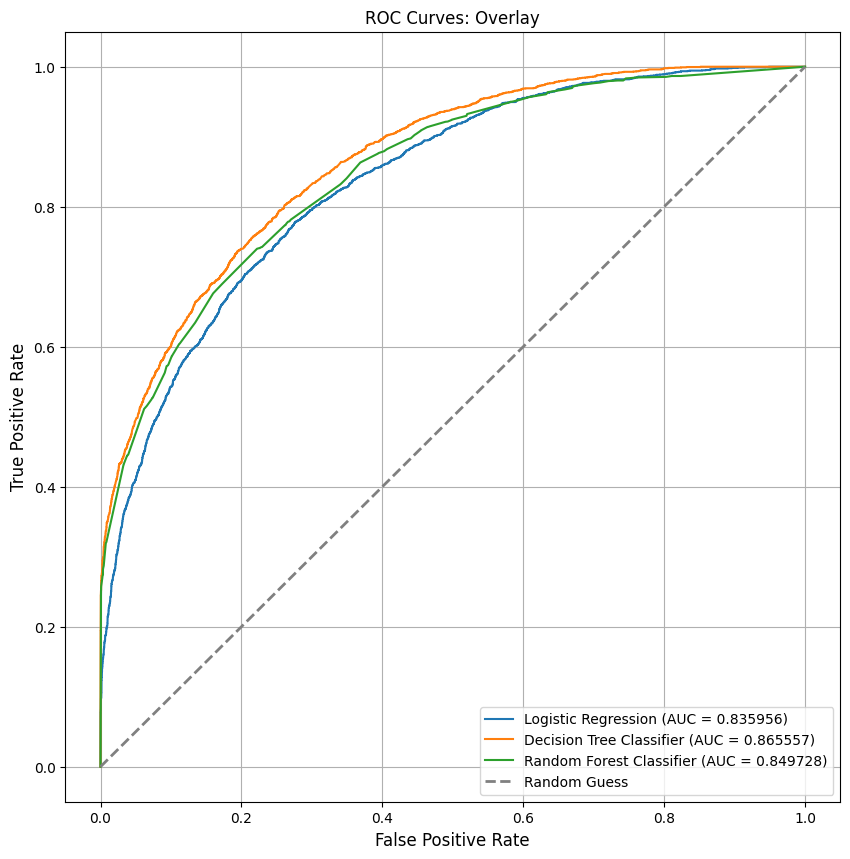 ROC Curves: Overlay
True Positive Rate
1.0
0.8
0.6
0.4
0.2
0.0
Logistic Regression (AUC = 0.835956)
Decision Tree Classifier (AUC = 0.865557)
Random Forest Classifier (AUC = 0.849728)
Random Guess
0.0 0.2 0.4 0.6 0.8 1.0
False Positive Rate